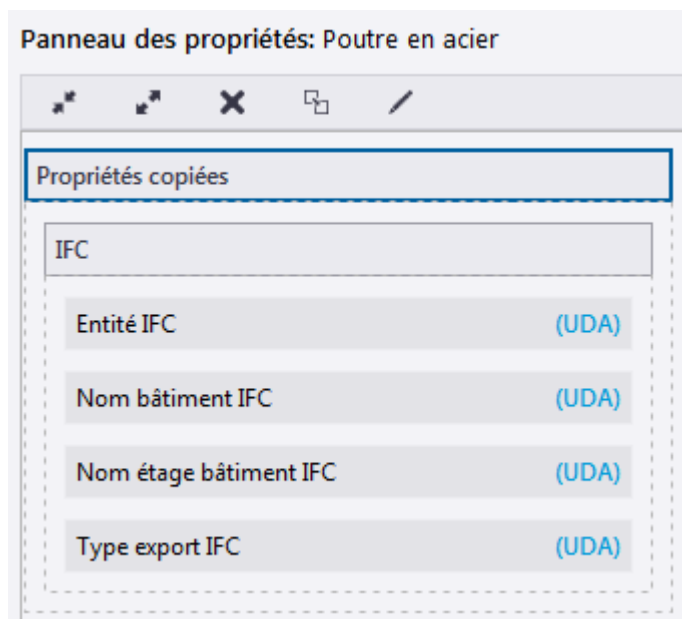 Panneau des propriétés: Poutre en acier
Propriétés copiées
IFC
Entité IFC (UDA)
Nom bâtiment IFC (UDA)
Nom étage bâtiment IFC (UDA)
Type export IFC (UDA)